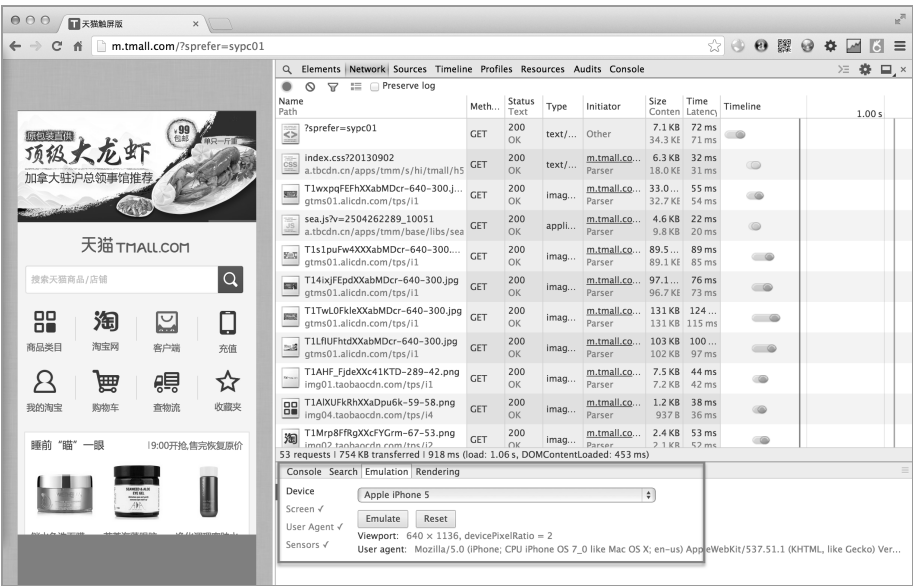 天猫触屏版
m.tmall.com/?sprefer=sypc01
原包装直供
顶级大龙虾
加拿大驻沪总领事馆推荐
¥99
包邮
单只一斤重
天猫 TMALL.COM
搜索天猫商品/店铺
商品类目
淘宝网
客户端
充值
我的淘宝
购物车
查物流
收藏夹
睡前“瞄”一眼
19:00开抢,售完恢复原价
Elements Network Sources Timeline Profiles Resources Audits Console
Preserve log
Name Meth... Status Type Initiator Size Time Timeline
Path Text Conten Latency 1.00 s
?sprefer=sypc01 GET 200 text/... Other 7.1 KB 72 ms
OK 34.3 KE 71 ms
index.css?20130902 GET 200 text/... m.tmall.co... 6.3 KB 32 ms
a.tbcdn.cn/apps/tmm/s/hi/tmall/h5 OK Parser 18.0 KE 31 ms
T1wxpqFEFhXXabMDcr-640-300.j... GET 200 imag... m.tmall.co... 33.0 ... 55 ms
gtms01.alicdn.com/tps/i1 OK Parser 32.7 KE 54 ms
sea.js?v=2504262289_10051 GET 200 appli... m.tmall.co... 4.6 KB 22 ms
a.tbcdn.cn/apps/tmm/base/libs/sea OK Parser 9.8 KB 20 ms
T1s1puFw4XXXabMDcr-640-300.... GET 200 imag... m.tmall.co... 89.5 ... 89 ms
gtms01.alicdn.com/tps/i1 OK Parser 89.1 KE 85 ms
T14ixjFEpdXXabMDcr-640-300.jpg GET 200 imag... m.tmall.co... 97.1 ... 76 ms
gtms01.alicdn.com/tps/i1 OK Parser 96.7 KE 73 ms
T1TwL0FkleXXabMDcr-640-300.jpg GET 200 imag... m.tmall.co... 131 KB 124 ...
gtms01.alicdn.com/tps/i1 OK Parser 131 KB 115 ms
T1LflUFhtdXXabMDcr-640-300.jpg GET 200 imag... m.tmall.co... 103 KB 100 ...
gtms01.alicdn.com/tps/i1 OK Parser 102 KB 97 ms
T1AHF_FjdeXXc41KTD-289-42.png GET 200 imag... m.tmall.co... 7.5 KB 44 ms
img01.taobaocdn.com/tps/i1 OK Parser 7.2 KB 42 ms
T1AlXUFkRhXXaDpu6k-59-58.png GET 200 imag... m.tmall.co... 1.2 KB 38 ms
img04.taobaocdn.com/tps/i4 OK Parser 937 B 36 ms
T1Mrp8FfRgXXcFYGrm-67-53.png GET 200 imag... m.tmall.co... 2.4 KB 53 ms
img02.taobaocdn.com/tps/i2 OK Parser 2.1 KB 52 ms
53 requests | 754 KB transferred | 918 ms (load: 1.06 s, DOMContentLoaded: 453 ms)
Console Search Emulation Rendering
Device Apple iPhone 5
Screen ✓
Emulate Reset
User Agent ✓
Viewport: 640 × 1136, devicePixelRatio = 2
Sensors ✓
User agent: Mozilla/5.0 (iPhone; CPU iPhone OS 7_0 like Mac OS X; en-us) AppleWebKit/537.51.1 (KHTML, like Gecko) Ver...